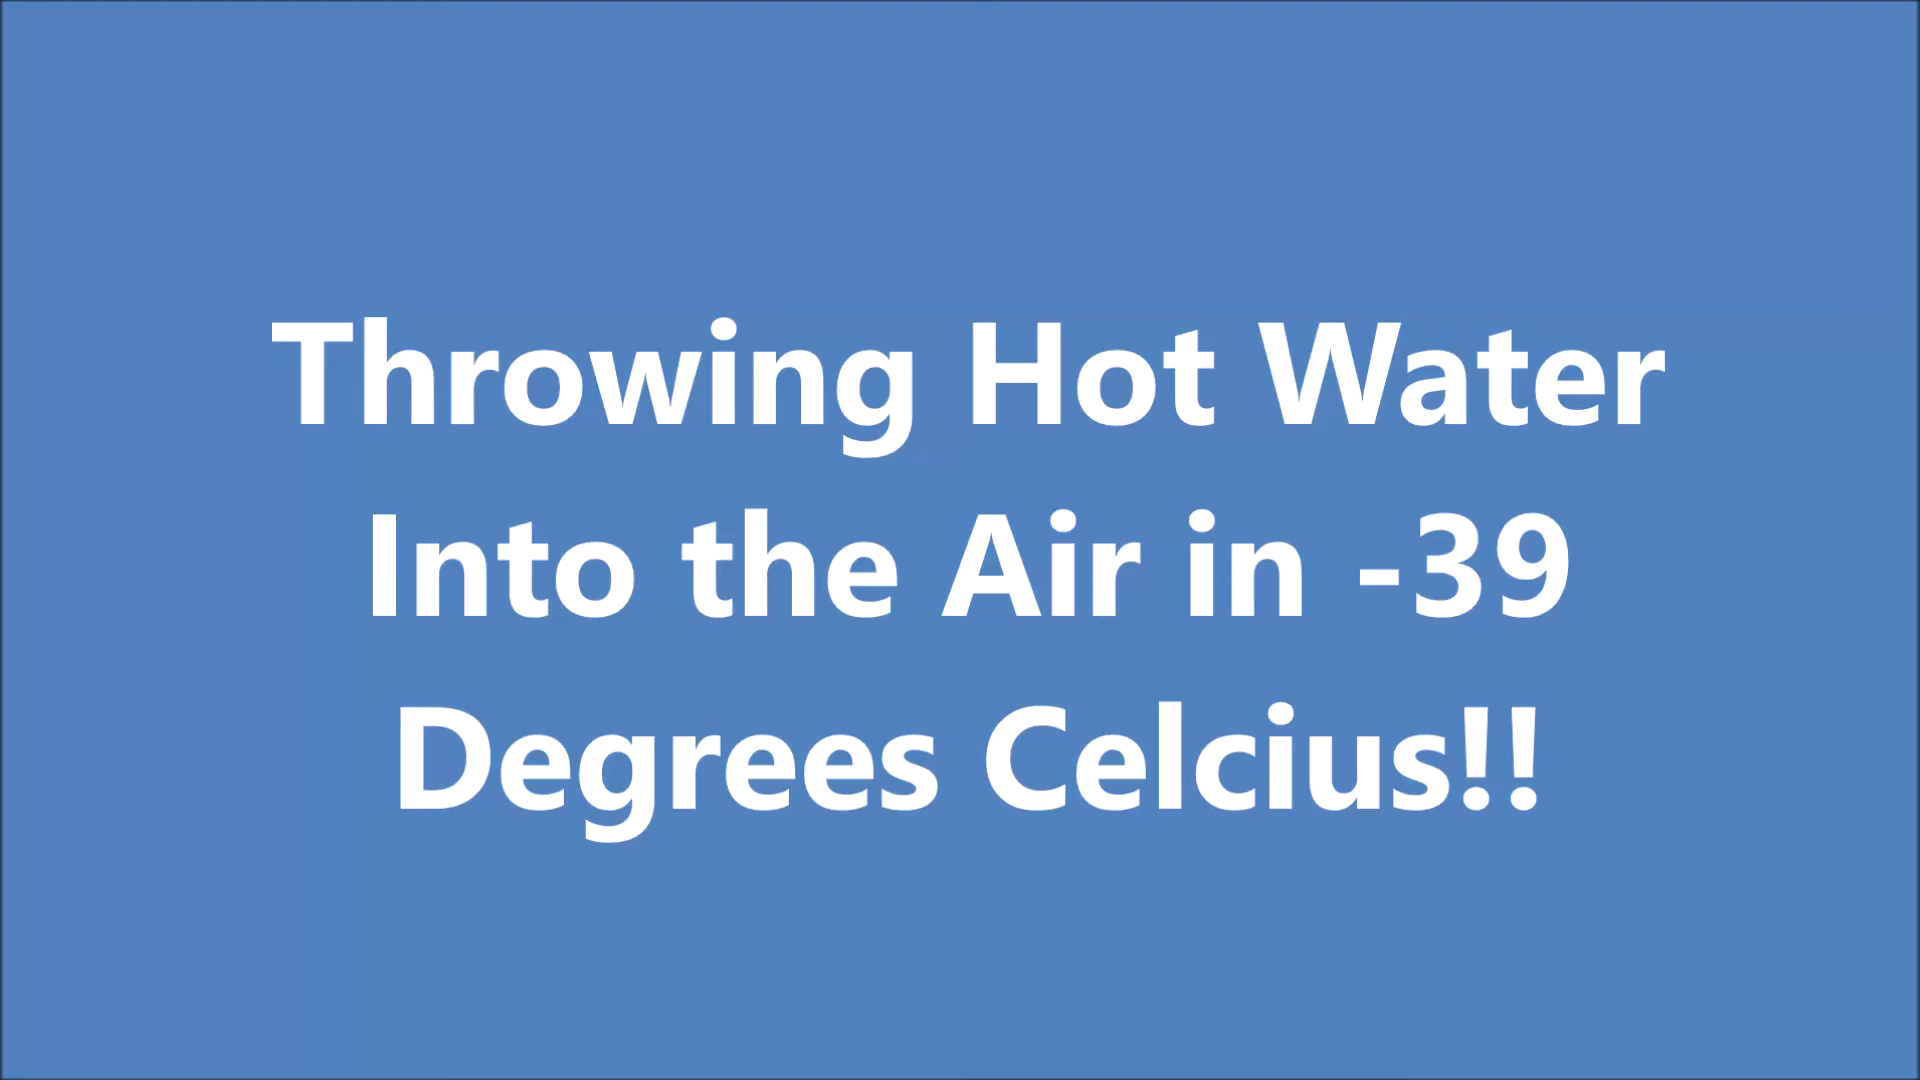 Throwing Hot Water
Into the Air in -39
Degrees Celcius!!